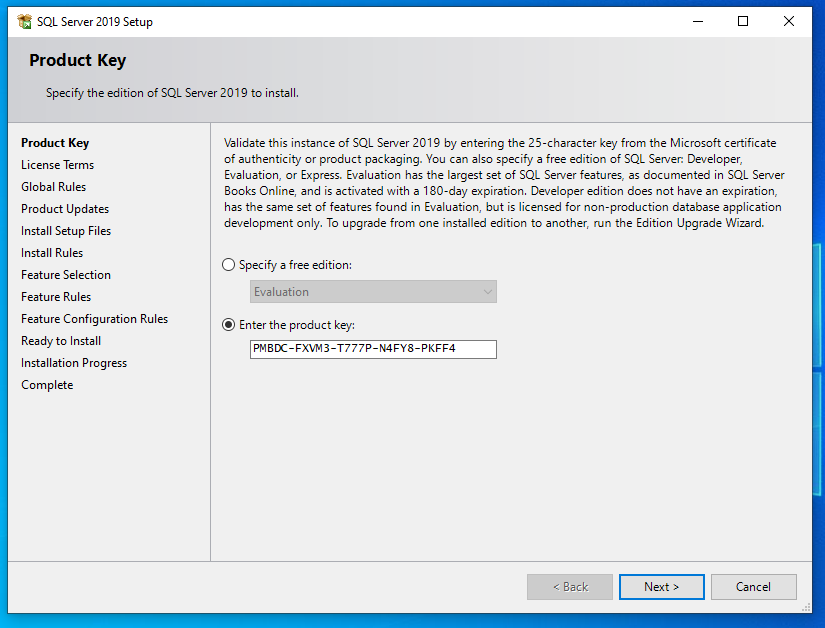 SQL Server 2019 Setup
Product Key
Specify the edition of SQL Server 2019 to install.
Product Key
License Terms
Global Rules
Product Updates
Install Setup Files
Install Rules
Feature Selection
Feature Rules
Feature Configuration Rules
Ready to Install
Installation Progress
Complete
Validate this instance of SQL Server 2019 by entering the 25-character key from the Microsoft certificate
of authenticity or product packaging. You can also specify a free edition of SQL Server: Developer,
Evaluation, or Express. Evaluation has the largest set of SQL Server features, as documented in SQL Server
Books Online, and is activated with a 180-day expiration. Developer edition does not have an expiration,
has the same set of features found in Evaluation, but is licensed for non-production database application
development only. To upgrade from one installed edition to another, run the Edition Upgrade Wizard.
Specify a free edition:
Evaluation
Enter the product key:
PMBDC-FXVM3-T777P-N4FY8-PKFF4
< Back
Next >
Cancel